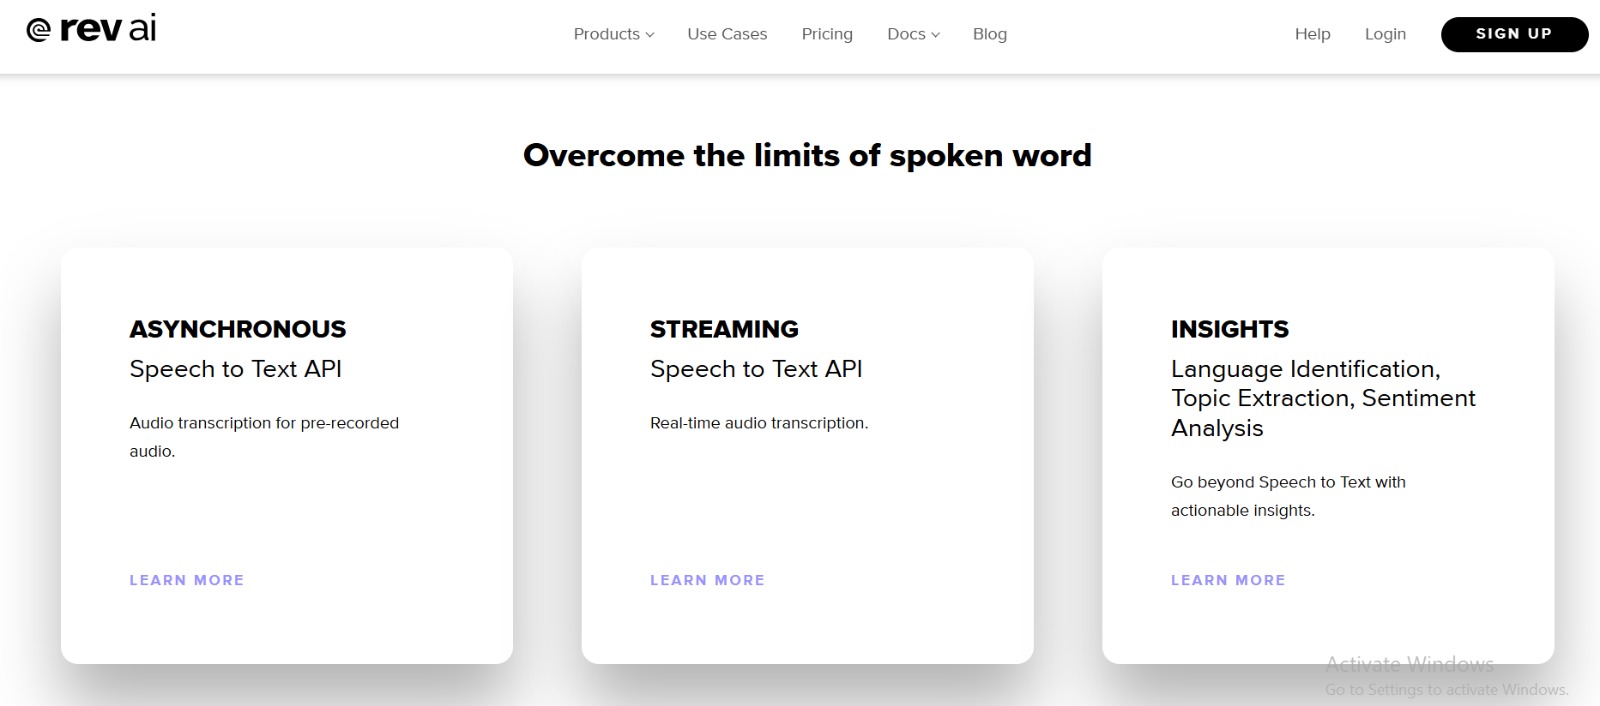 rev ai
Products
Use Cases
Pricing
Docs
Blog
Help
Login
SIGN UP
Overcome the limits of spoken word
ASYNCHRONOUS
Speech to Text API
Audio transcription for pre-recorded
audio.
LEARN MORE
STREAMING
Speech to Text API
Real-time audio transcription.
LEARN MORE
INSIGHTS
Language Identification,
Topic Extraction, Sentiment
Analysis
Go beyond Speech to Text with
actionable insights.
LEARN MORE
Activate Windows
Go to Settings to activate Windows.